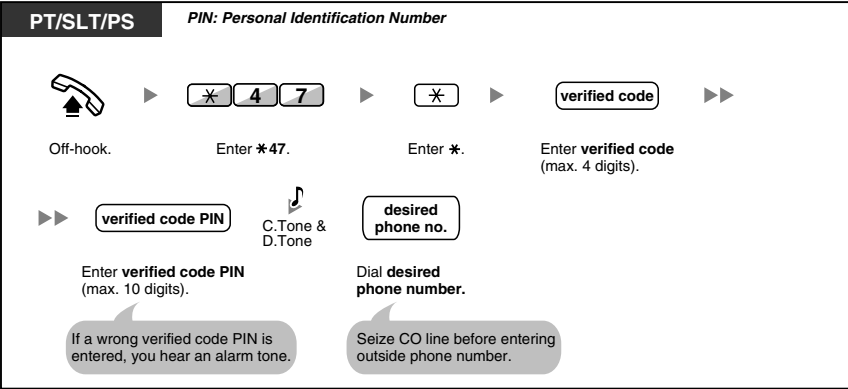 PT/SLT/PS
PIN: Personal Identification Number
* 4 7
*
verified code
Off-hook.
Enter *47.
Enter *.
Enter verified code
(max. 4 digits).
verified code PIN
C.Tone &
D.Tone
desired
phone no.
Enter verified code PIN
(max. 10 digits).
Dial desired
phone number.
If a wrong verified code PIN is
entered, you hear an alarm tone.
Seize CO line before entering
outside phone number.